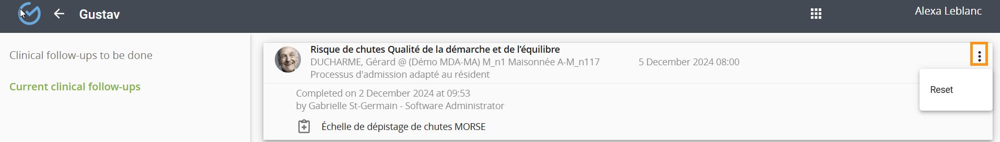 Gustav
Alexa Leblanc
Clinical follow-ups to be done
Current clinical follow-ups
Risque de chutes Qualité de la démarche et de l’équilibre
DUCHARME, Gérard @ (Démo MDA-MA) M_n1 Maisonnée A-M_n117 5 December 2024 08:00
Processus d'admission adapté au résident
Reset
Completed on 2 December 2024 at 09:53
by Gabrielle St-Germain - Software Administrator
Échelle de dépistage de chutes MORSE